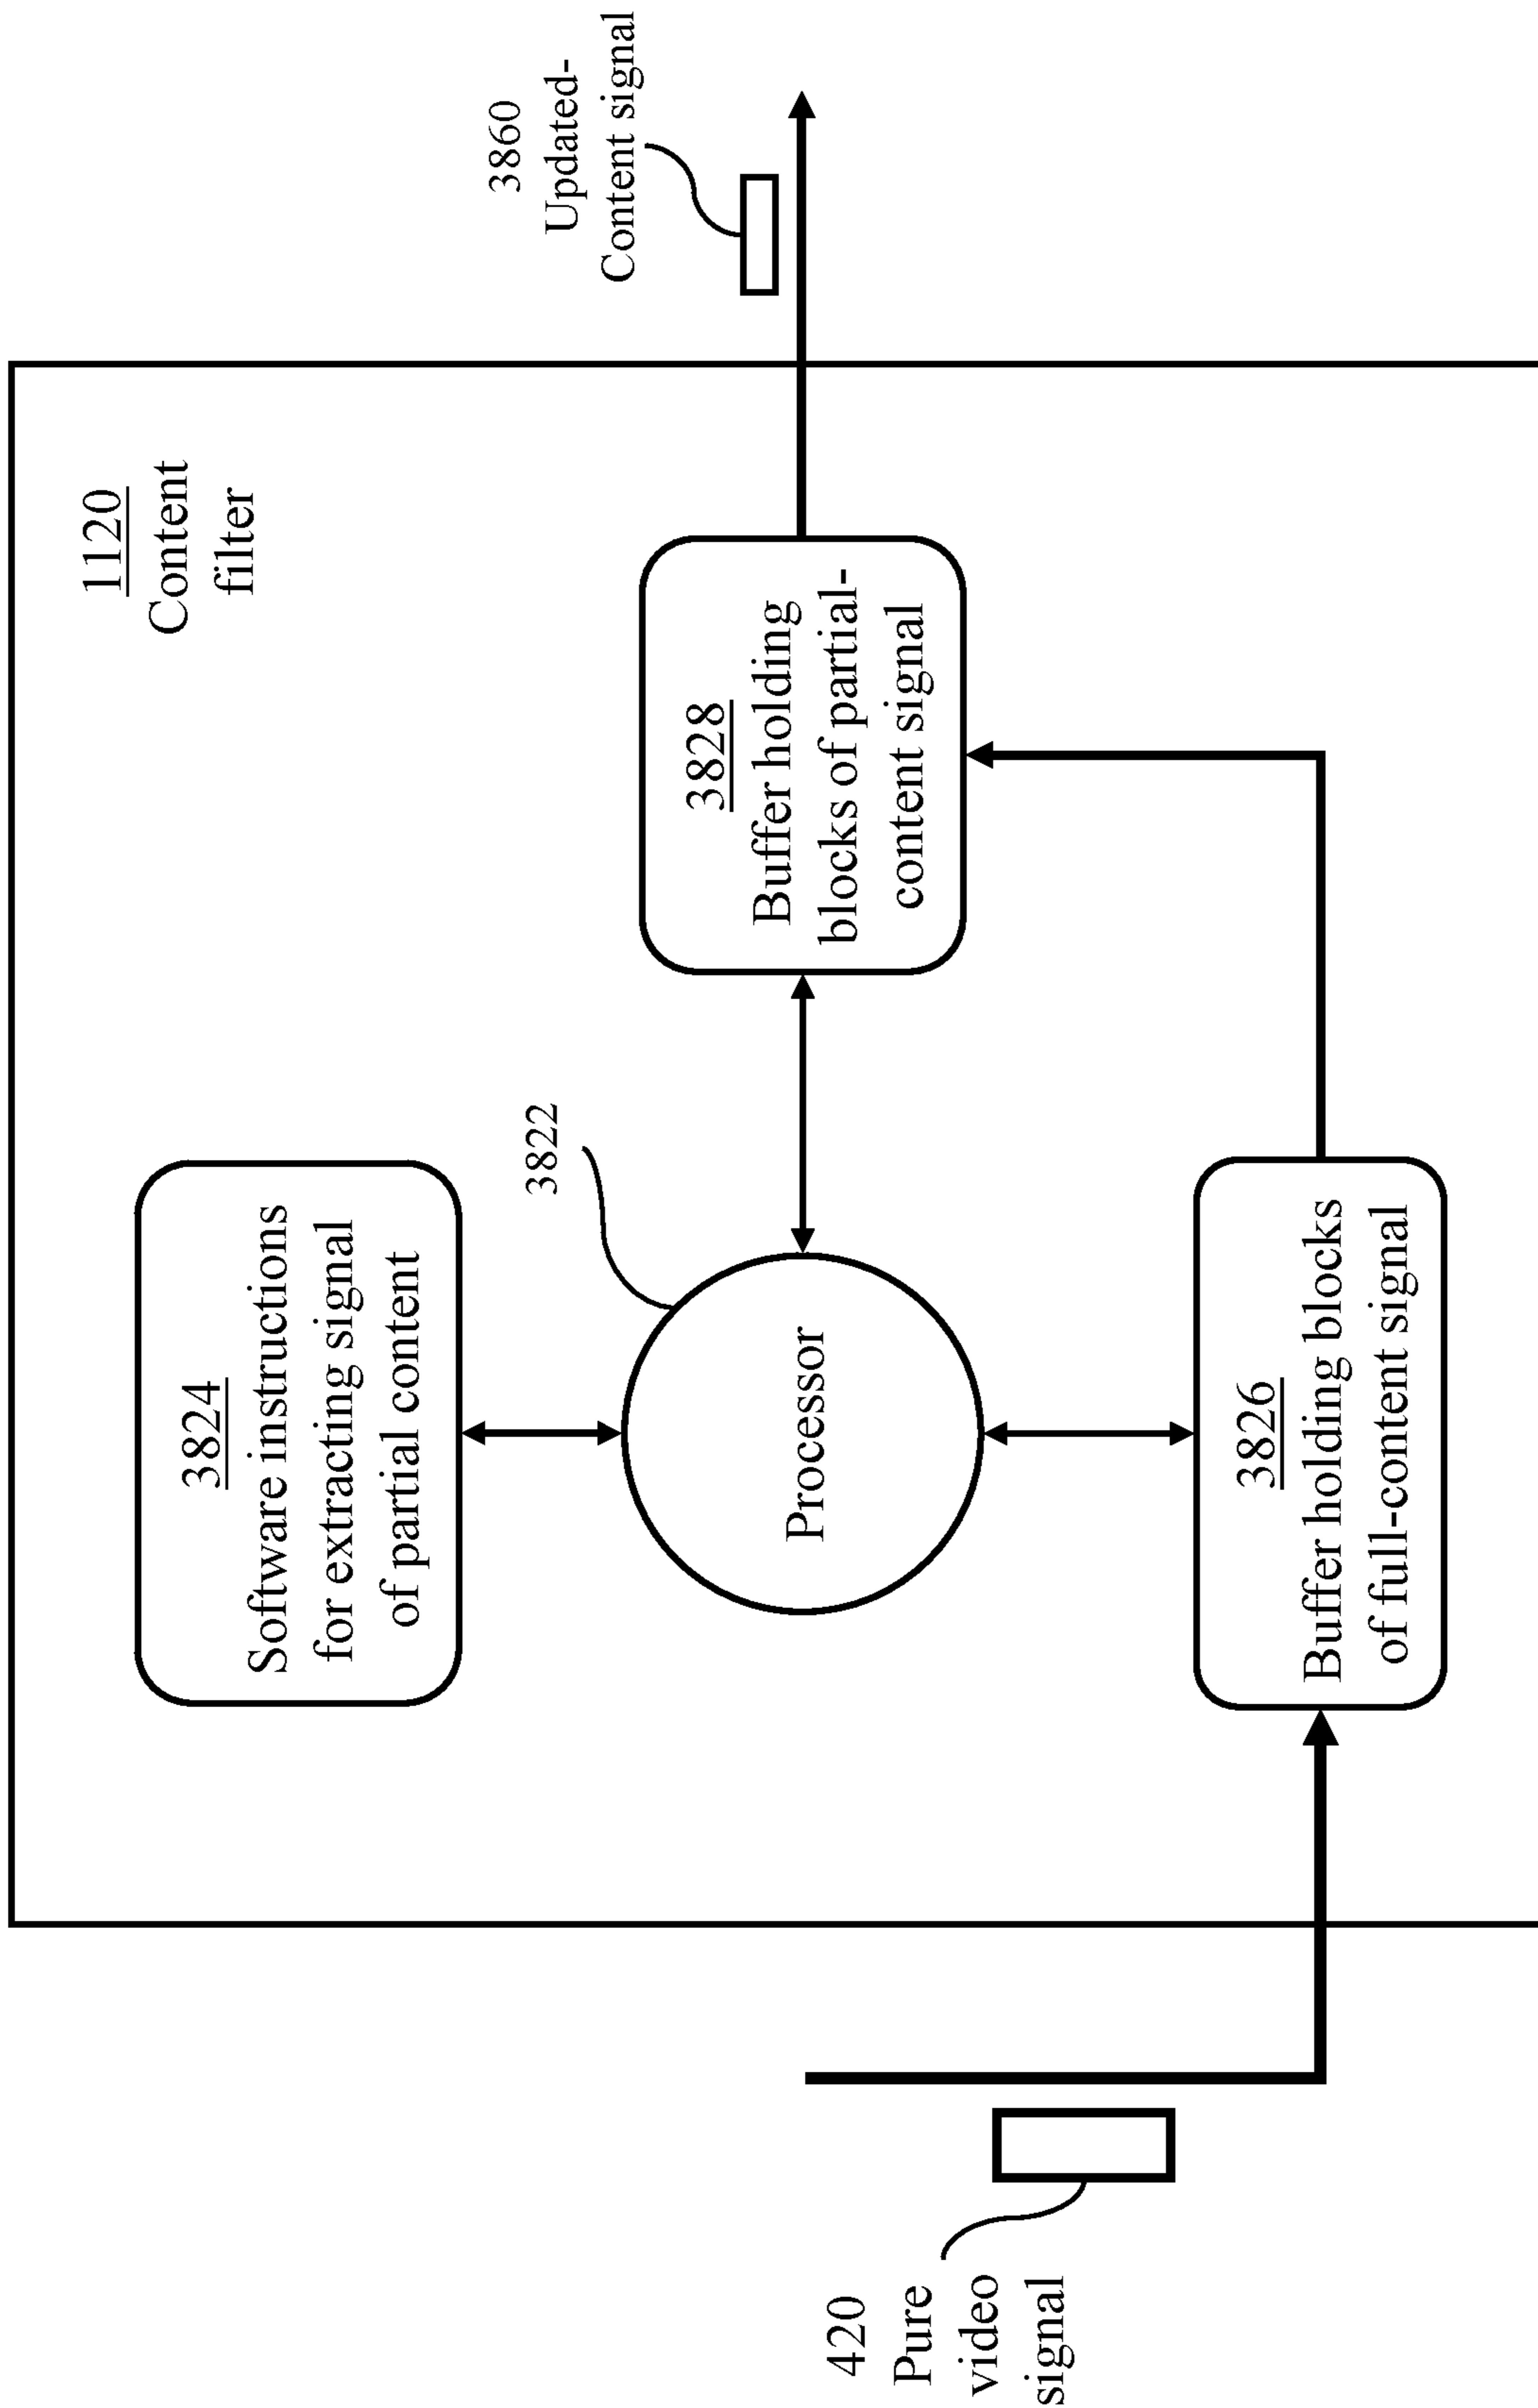 1120
Content
filter
3824
Software instructions
for extracting signal
of partial content
3822
Processor
3828
Buffer holding
blocks of partial-
content signal
3860
Updated-
Content signal
3826
Buffer holding blocks
of full-content signal
420
Pure
video
signal